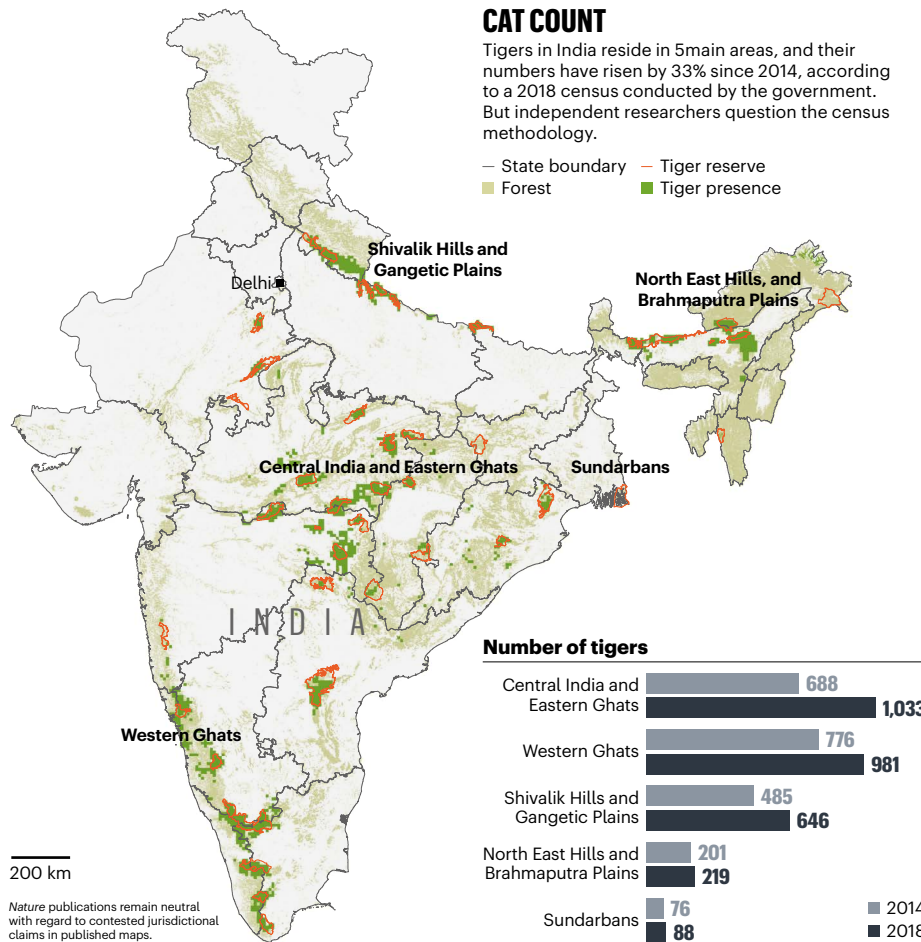 CAT COUNT
Tigers in India reside in 5main areas, and their
numbers have risen by 33% since 2014, according
to a 2018 census conducted by the government.
But independent researchers question the census
methodology.
State boundary
Tiger reserve
Forest
Tiger presence
Shivalik Hills and
Gangetic Plains
Delhi
North East Hills, and
Brahmaputra Plains
Central India and Eastern Ghats
Sundarbans
INDIA
Western Ghats
200 km
Nature publications remain neutral
with regard to contested jurisdictional
claims in published maps.
Number of tigers
Central India and
Eastern Ghats
688
1,033
Western Ghats
776
981
Shivalik Hills and
Gangetic Plains
485
646
North East Hills and
Brahmaputra Plains
201
219
Sundarbans
76
88
2014
2018